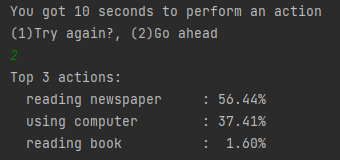 You got 10 seconds to perform an action
(1)Try again?, (2)Go ahead
2
Top 3 actions:
  reading newspaper     : 56.44%
  using computer        : 37.41%
  reading book          :  1.60%